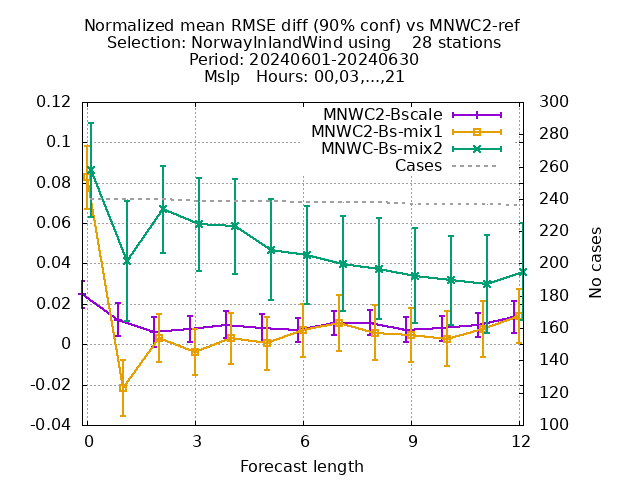 Normalized mean RMSE diff (90% conf) vs MNWC2-ref
Selection: NorwayInlandWind using    28 stations
Period: 20240601-20240630
Mslp   Hours: 00,03,...,21
MNWC2-Bscale
MNWC2-Bs-mix1
MNWC-Bs-mix2
Cases
0.12
0.1
0.08
0.06
0.04
0.02
0
-0.02
-0.04
300
280
260
240
220
200
180
160
140
120
100
No cases
0 3 6 9 12
Forecast length